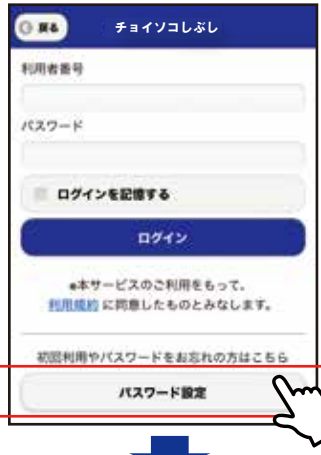 戻る
チョイソコしぶし
利用者番号
パスワード
ログインを記憶する
ログイン
●本サービスのご利用をもって、
利用規約 に同意したものとみなします。
初回利用やパスワードをお忘れの方はこちら
パスワード設定